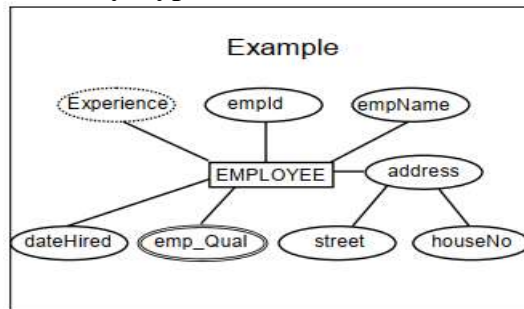 Example
Experience
empId
empName
EMPLOYEE
address
dateHired
emp_Qual
street
houseNo